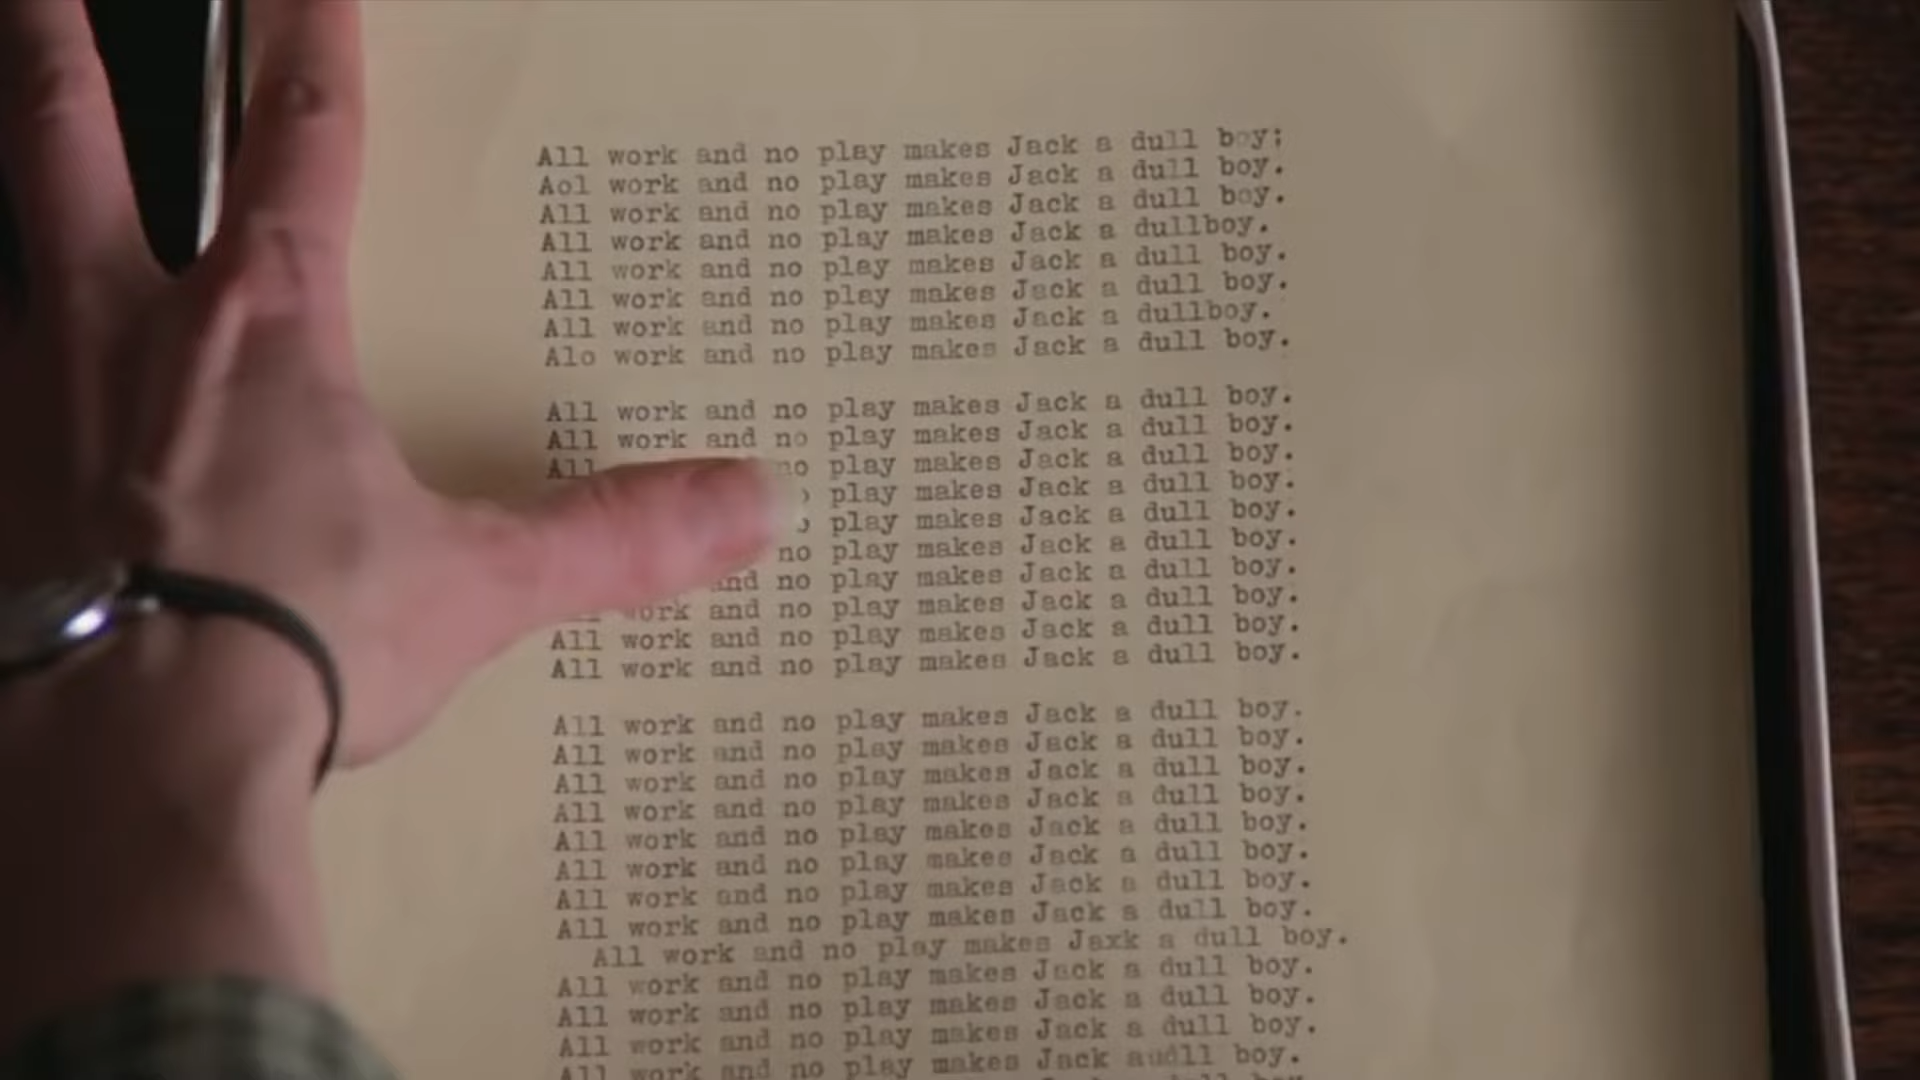 All work and no play makes Jack a dull boy;
Aol work and no play makes Jack a dull boy.
All work and no play makes Jack a dull boy.
All work and no play makes Jack a dullboy.
All work and no play makes Jack a dull boy.
All work and no play makes Jack a dull boy.
All work and no play makes Jack a dullboy.
Alo work and no play makes Jack a dull boy.
All work and no play makes Jack a dull boy.
All work and no play makes Jack a dull boy.
All no play makes Jack a dull boy.
play makes Jack a dull boy.
play makes Jack a dull boy.
no play makes Jack a dull boy.
and no play makes Jack a dull boy.
work and no play makes Jack a dull boy.
All work and no play makes Jack a dull boy.
All work and no play makes Jack a dull boy.
All work and no play makes Jack a dull boy.
All work and no play makes Jack a dull boy.
All work and no play makes Jack a dull boy.
All work and no play makes Jack a dull boy.
All work and no play makes Jack a dull boy.
All work and no play makes Jack a dull boy.
All work and no play makes Jack a dull boy.
All work and no play makes Jack a dull boy.
All work and no play makes Jaxk a dull boy.
All work and no play makes Jack a dull boy.
All work and no play makes Jack a dull boy.
All work and no play makes Jack a dull boy.
All work and no play makes Jack audll boy.